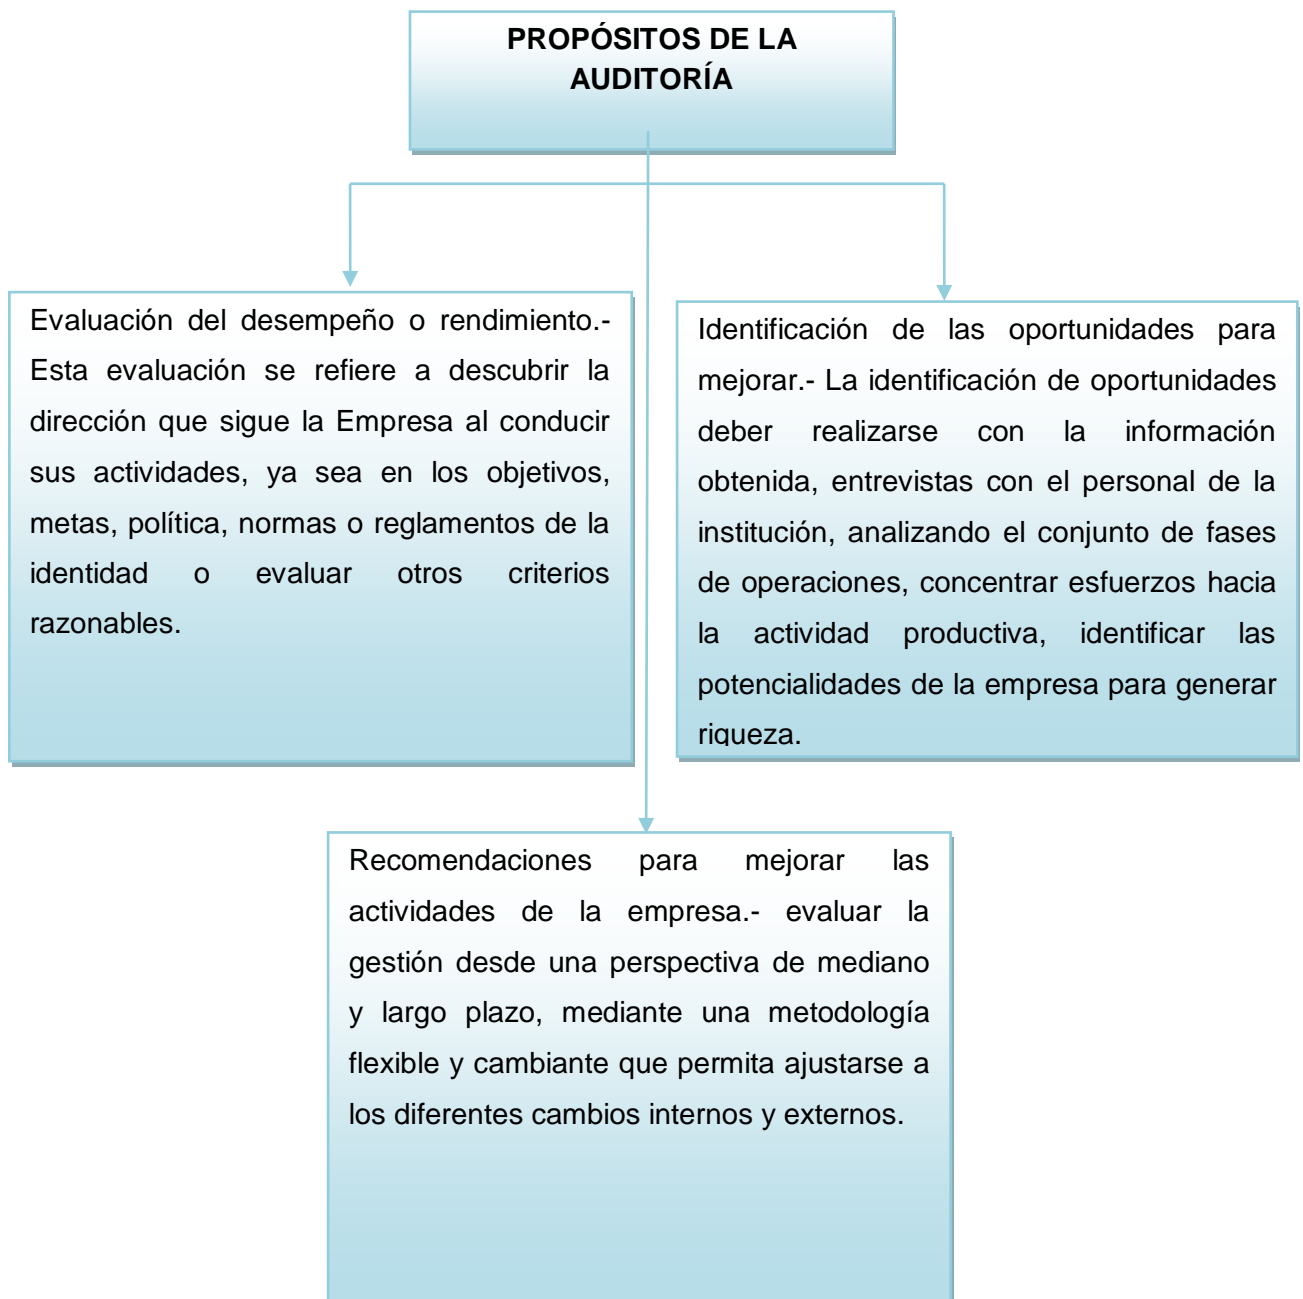 PROPÓSITOS DE LA
AUDITORÍA
Evaluación del desempeño o rendimiento.-
Esta evaluación se refiere a descubrir la
dirección que sigue la Empresa al conducir
sus actividades, ya sea en los objetivos,
metas, política, normas o reglamentos de la
identidad o evaluar otros criterios
razonables.
Identificación de las oportunidades para
mejorar.- La identificación de oportunidades
deber realizarse con la información
obtenida, entrevistas con el personal de la
institución, analizando el conjunto de fases
de operaciones, concentrar esfuerzos hacia
la actividad productiva, identificar las
potencialidades de la empresa para generar
riqueza.
Recomendaciones para mejorar las
actividades de la empresa.- evaluar la
gestión desde una perspectiva de mediano
y largo plazo, mediante una metodología
flexible y cambiante que permita ajustarse a
los diferentes cambios internos y externos.